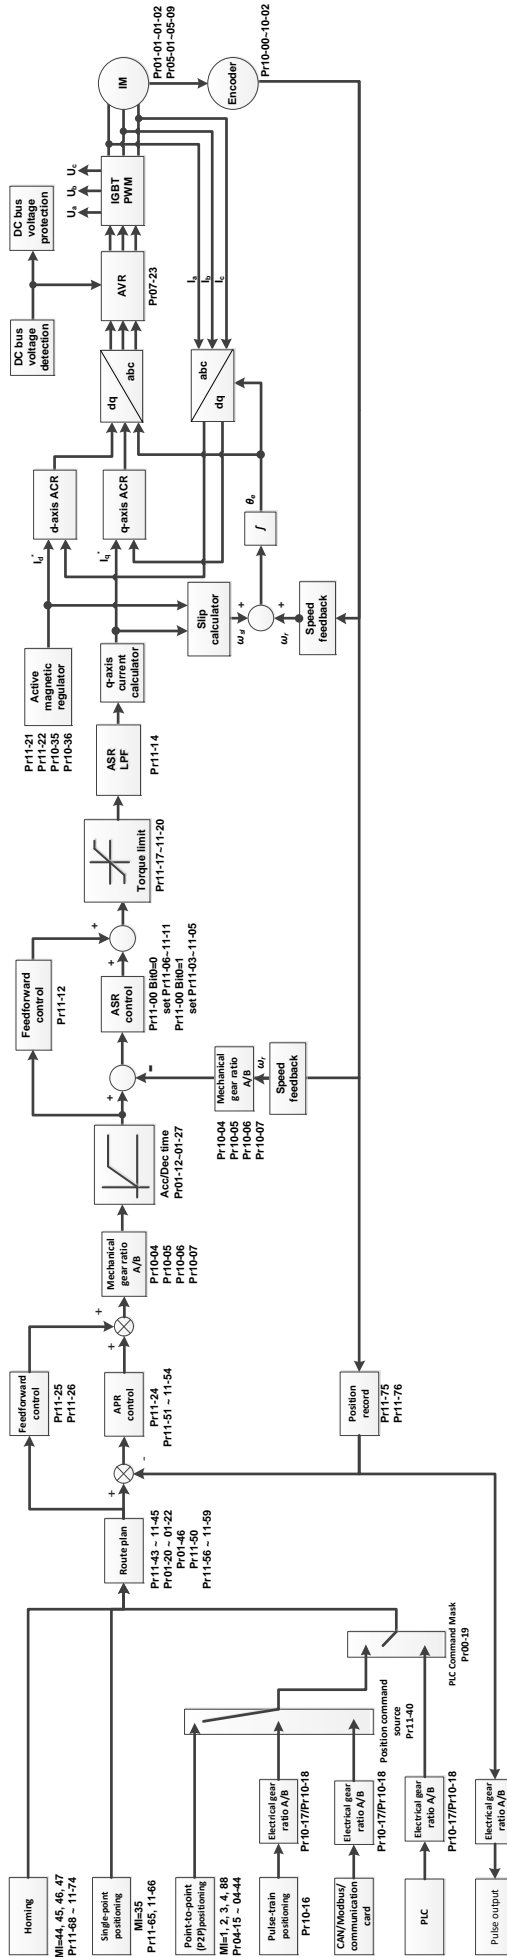 Homing
MI=44, 45, 46, 47
Pr11-68 ~ 11-74
Single-point
positioning
MI=35
Pr11-65, 11-66
Point-to-point
(P2P)positioning
MI=1, 2, 3, 4, 88
Pr04-15 ~ 04-44
Pulse-train
positioning
Pr10-16
CAN/Modbus/
communication
card
PLC
Pulse output
Electrical gear
ratio A/B
Pr10-17/Pr10-18
Electrical gear
ratio A/B
Pr10-17/Pr10-18
Electrical gear
ratio A/B
Pr10-17/Pr10-18
Electrical gear
ratio A/B
Position command
source
Pr11-40
PLC Command Mask
Pr00-19
Route plan
Pr11-43 ~ 11-45
Pr01-20 ~ 01-22
Pr01-46
Pr11-50
Pr11-56 ~ 11-59
+
-
Feedforward
control
Pr11-25
Pr11-26
APR
control
Pr11-24
Pr11-51 ~ 11-54
+
+
Position
record
Pr11-75
Pr11-76
Mechanical
gear ratio
A/B
Pr10-04
Pr10-05
Pr10-06
Pr10-07
Acc/Dec time
Pr01-12~01-27
+
-
Mechanical
gear ratio
A/B
Pr10-04
Pr10-05
Pr10-06
Pr10-07
ωr
Speed
feedback
Feedforward
control
Pr11-12
ASR
control
Pr11-00 Bit0=0
set Pr11-06~11-11
Pr11-00 Bit0=1
set Pr11-03~11-05
+
+
Torque limit
Pr11-17~11-20
ASR
LPF
Pr11-14
Pr11-21
Pr11-22
Pr10-35
Pr10-36
Active
magnetic
regulator
q-axis
current
calculator
Slip
calculator
ωsl
+
ωr
+
Speed
feedback
Id*
Iq*
d-axis ACR
q-axis ACR
∫
θe
dq
abc
abc
dq
Ia
Ib
Ic
DC bus
voltage
detection
DC bus
voltage
protection
AVR
Pr07-23
IGBT
PWM
Ua
Ub
Uc
IM
Pr01-01~01-02
Pr05-01~05-09
Encoder
Pr10-00~10-02